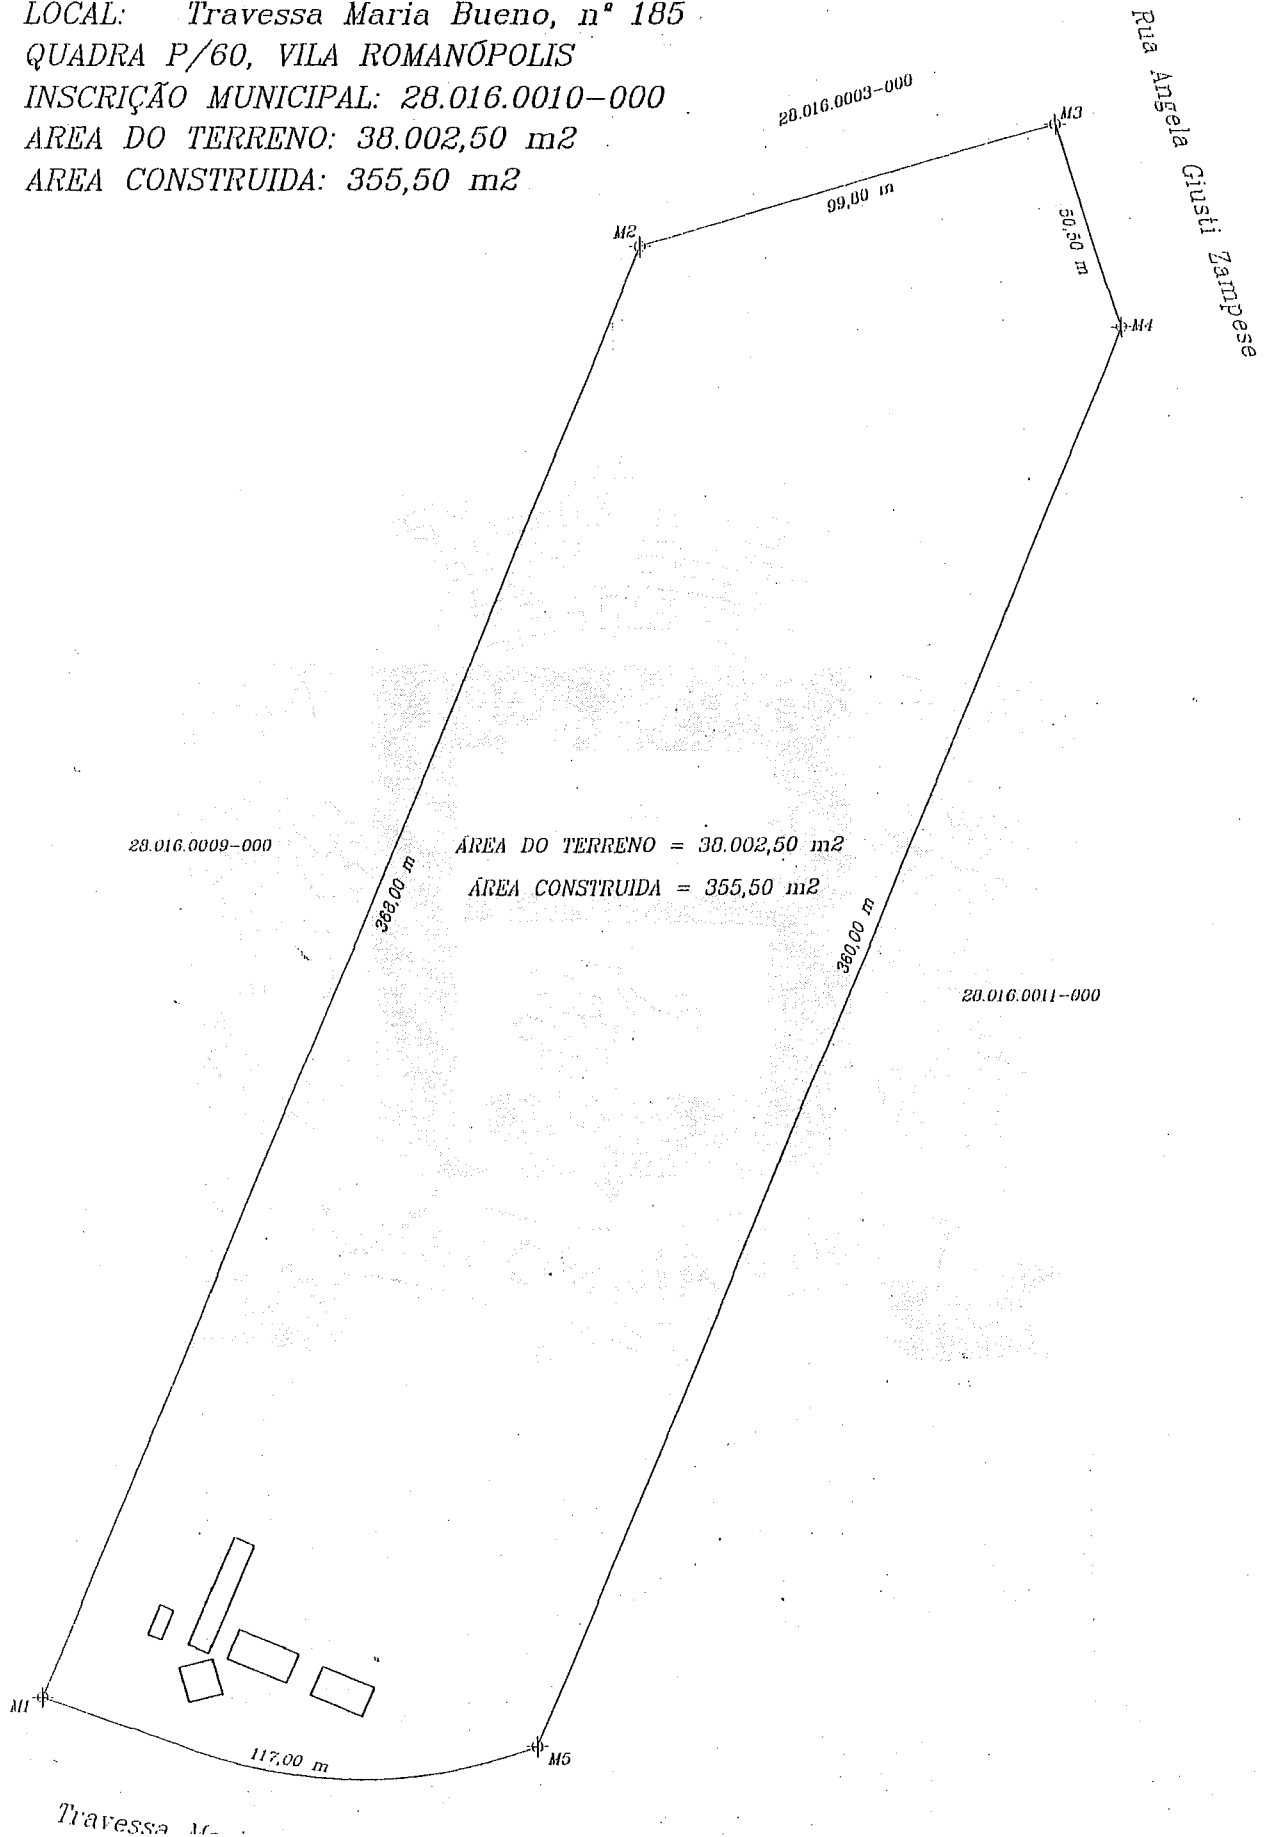 LOCAL: Travessa Maria Bueno, nº 185
QUADRA P/60, VILA ROMANÓPOLIS
INSCRIÇÃO MUNICIPAL: 28.016.0010-000
AREA DO TERRENO: 38.002,50 m2
AREA CONSTRUIDA: 355,50 m2
Rua Angela Giusti Zampese
28.016.0003-000
M3
99,80 m
M2
50,50 m
M4
28.016.0009-000
ÁREA DO TERRENO = 38.002,50 m2
ÁREA CONSTRUIDA = 355,50 m2
368,00 m
360,00 m
28.016.0011-000
M1
117,00 m
M5
Travessa